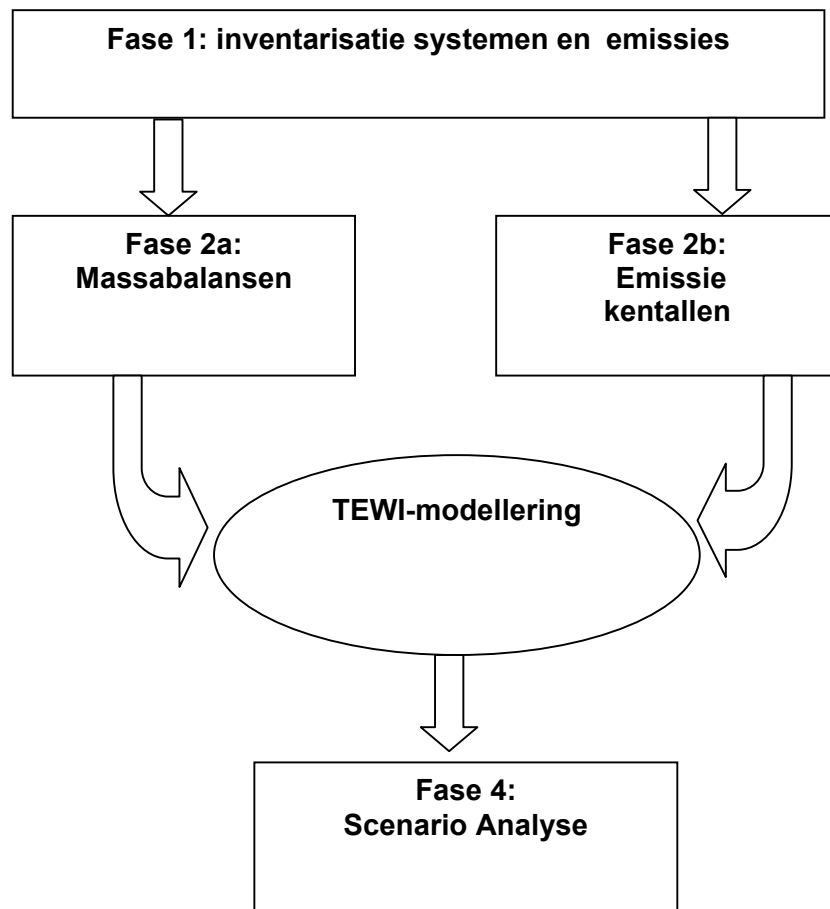 Fase 1: inventarisatie systemen en emissies
Fase 2a:
Massabalansen
Fase 2b:
Emissie
kentallen
TEWI-modellering
Fase 4:
Scenario Analyse